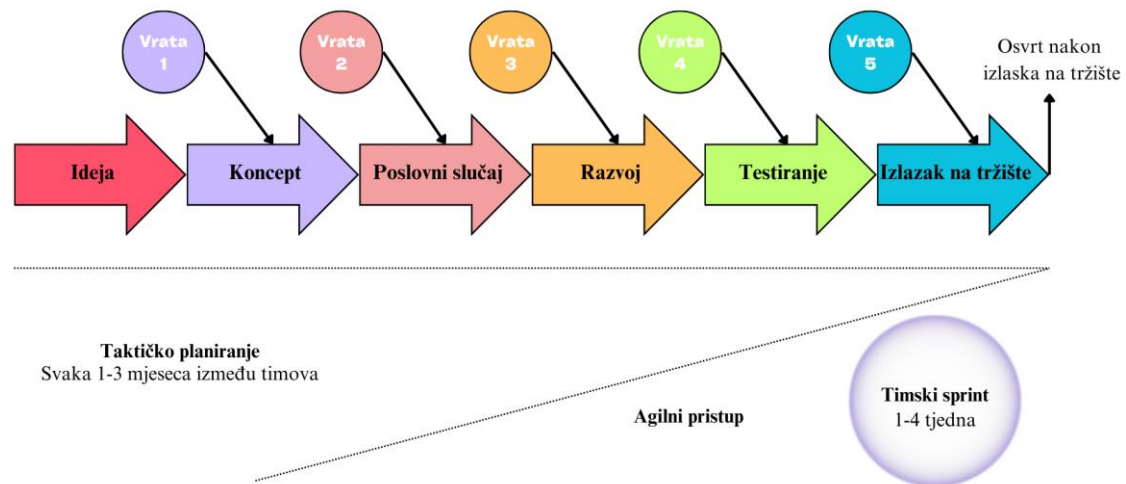 Vrata
1
Vrata
2
Vrata
3
Vrata
4
Vrata
5
Osvrt nakon
izlaska na tržište
Ideja
Koncept
Poslovni slučaj
Razvoj
Testiranje
Izlazak na tržište
Taktičko planiranje
Svaka 1-3 mjeseca između timova
Agilni pristup
Timski sprint
1-4 tjedna